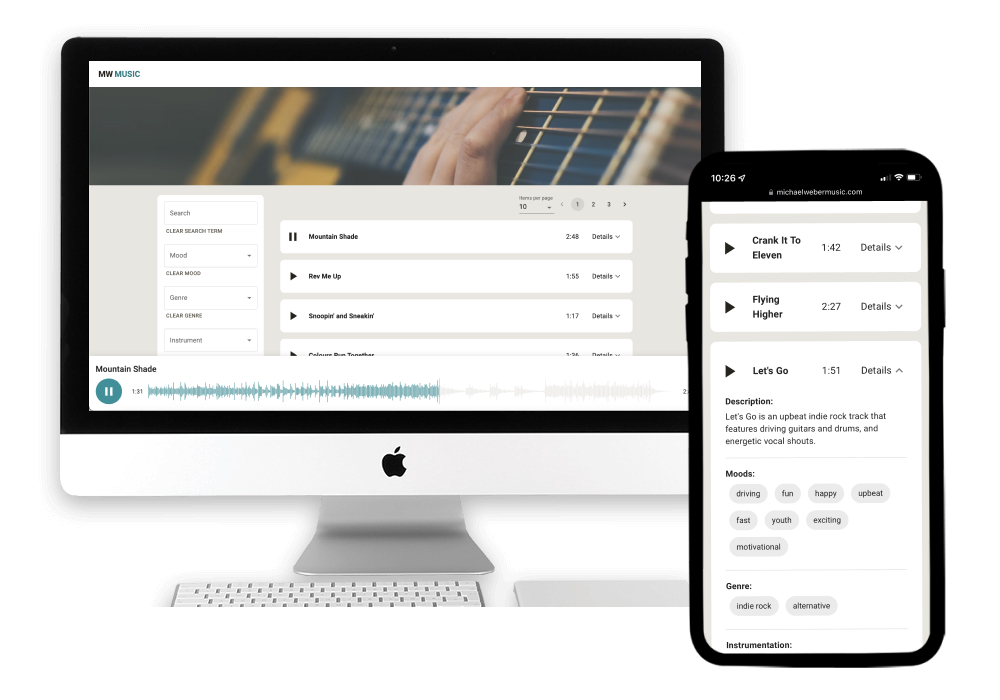 MW MUSIC
Items per page
10
1 2 3
Search
CLEAR SEARCH TERM
Mood
CLEAR MOOD
Genre
CLEAR GENRE
Instrument
Mountain Shade 2:48 Details
Rev Me Up 1:55 Details
Snoopin' and Sneakin' 1:17 Details
Colours Run Together 1:36 Details
Mountain Shade
1:31
10:26
michaelwebermusic.com
Crank It To
Eleven
1:42 Details
Flying
Higher
2:27 Details
Let's Go 1:51 Details
Description:
Let's Go is an upbeat indie rock track that
features driving guitars and drums, and
energetic vocal shouts.
Moods:
driving fun happy upbeat
fast youth exciting
motivational
Genre:
indie rock alternative
Instrumentation: